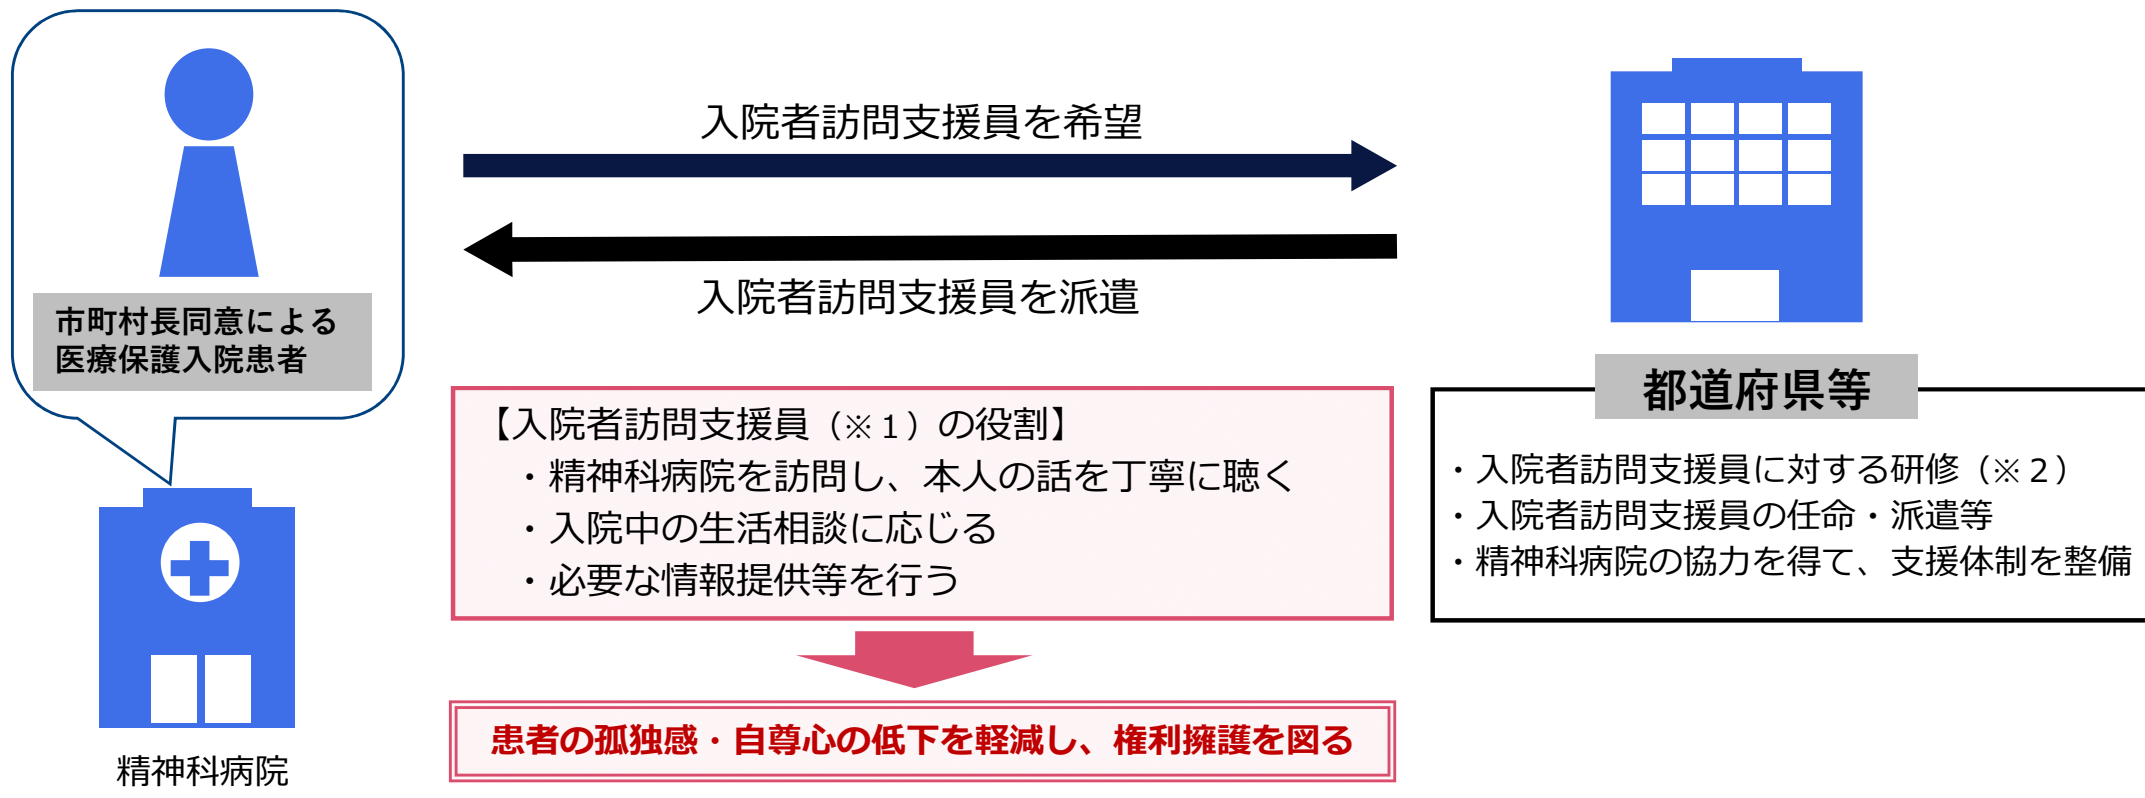 入院者訪問支援員を希望
入院者訪問支援員を派遣
市町村長同意による
医療保護入院患者
精神科病院
【入院者訪問支援員（※１）の役割】
・精神科病院を訪問し、本人の話を丁寧に聴く
・入院中の生活相談に応じる
・必要な情報提供等を行う
患者の孤独感・自尊心の低下を軽減し、権利擁護を図る
都道府県等
・入院者訪問支援員に対する研修（※２）
・入院者訪問支援員の任命・派遣等
・精神科病院の協力を得て、支援体制を整備